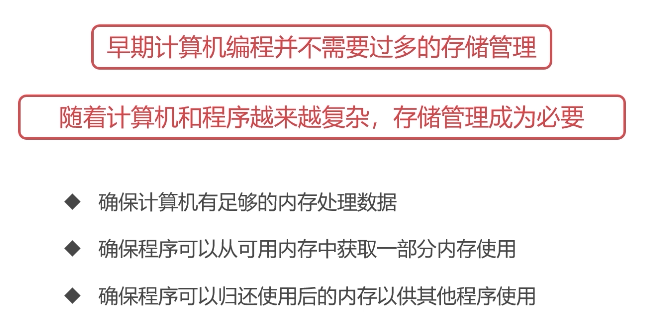 早期计算机编程并不需要过多的存储管理
随着计算机和程序越来越复杂，存储管理成为必要
◆ 确保计算机有足够的内存处理数据
◆ 确保程序可以从可用内存中获取一部分内存使用
◆ 确保程序可以归还使用后的内存以供其他程序使用